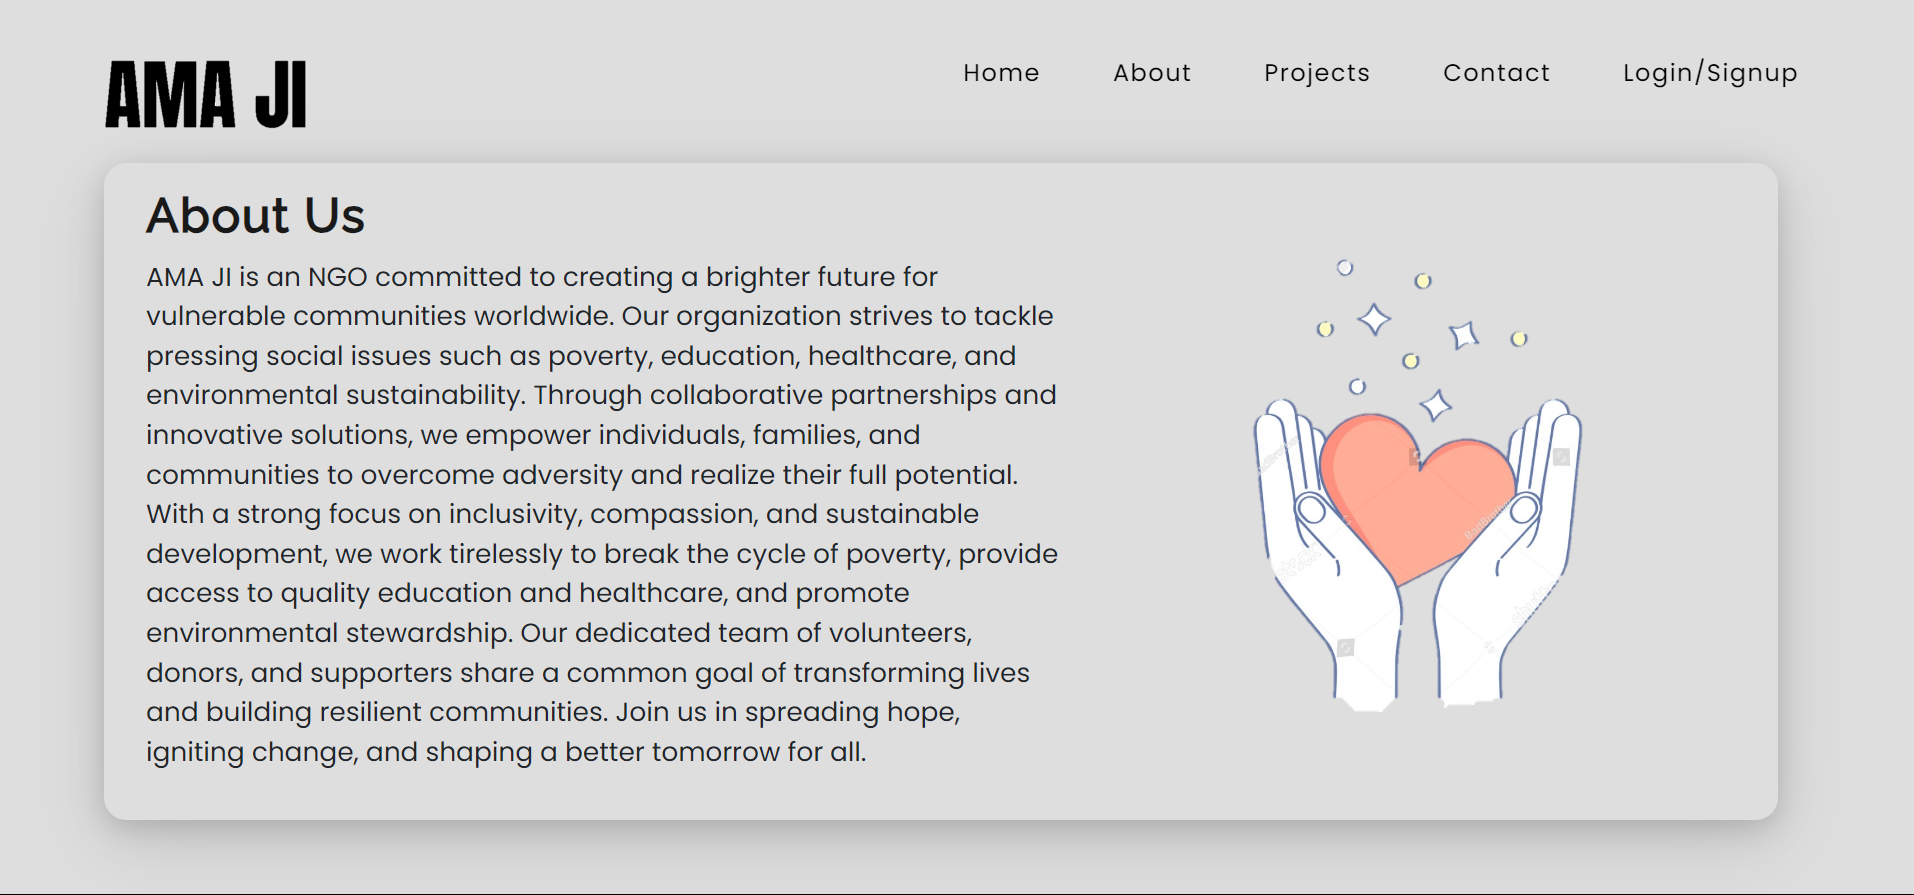 AMA JI
Home About Projects Contact Login/Signup
About Us
AMA JI is an NGO committed to creating a brighter future for
vulnerable communities worldwide. Our organization strives to tackle
pressing social issues such as poverty, education, healthcare, and
environmental sustainability. Through collaborative partnerships and
innovative solutions, we empower individuals, families, and
communities to overcome adversity and realize their full potential.
With a strong focus on inclusivity, compassion, and sustainable
development, we work tirelessly to break the cycle of poverty, provide
access to quality education and healthcare, and promote
environmental stewardship. Our dedicated team of volunteers,
donors, and supporters share a common goal of transforming lives
and building resilient communities. Join us in spreading hope,
igniting change, and shaping a better tomorrow for all.